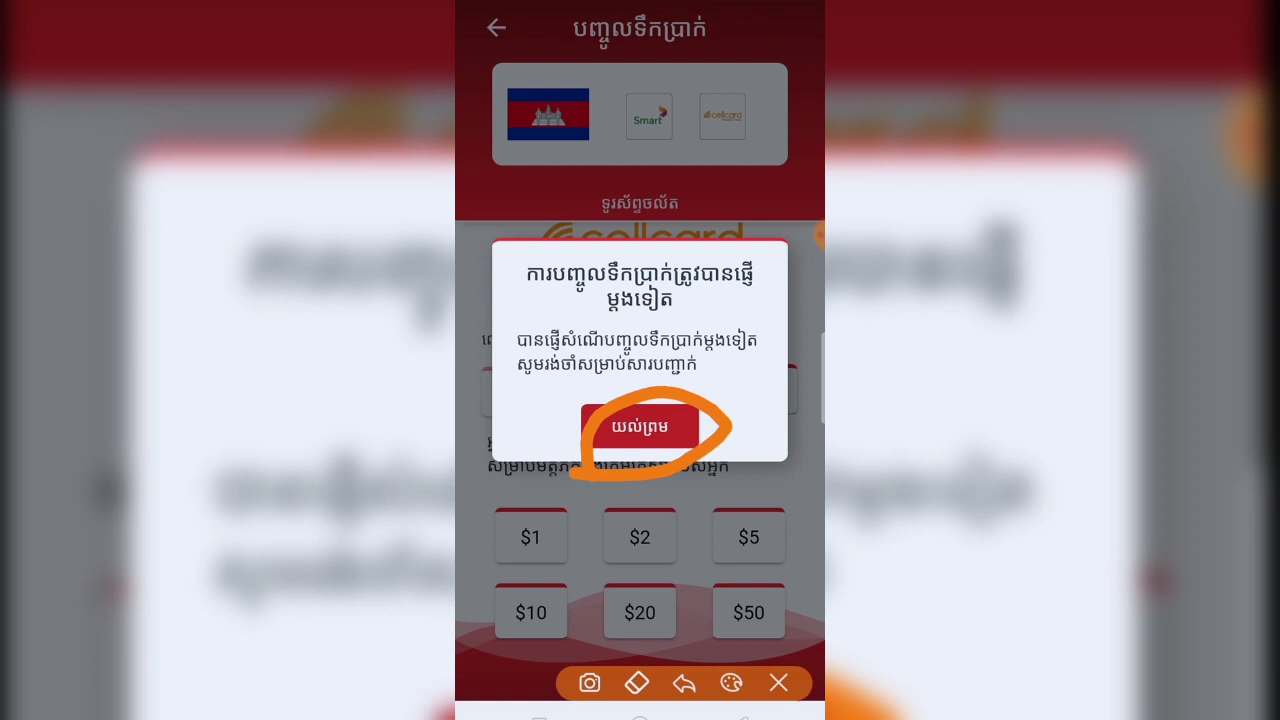 បញ្ចូលទឹកប្រាក់
Smart
cellcard
ទូរស័ព្ទចល័ត
cellcard
ការបញ្ចូលទឹកប្រាក់ត្រូវបានផ្ញើ
ម្តងទៀត
បានផ្ញើសំណើបញ្ចូលទឹកប្រាក់ម្តងទៀត
សូមរង់ចាំសម្រាប់សារបញ្ជាក់
យល់ព្រម
$1
$2
$5
$10
$20
$50